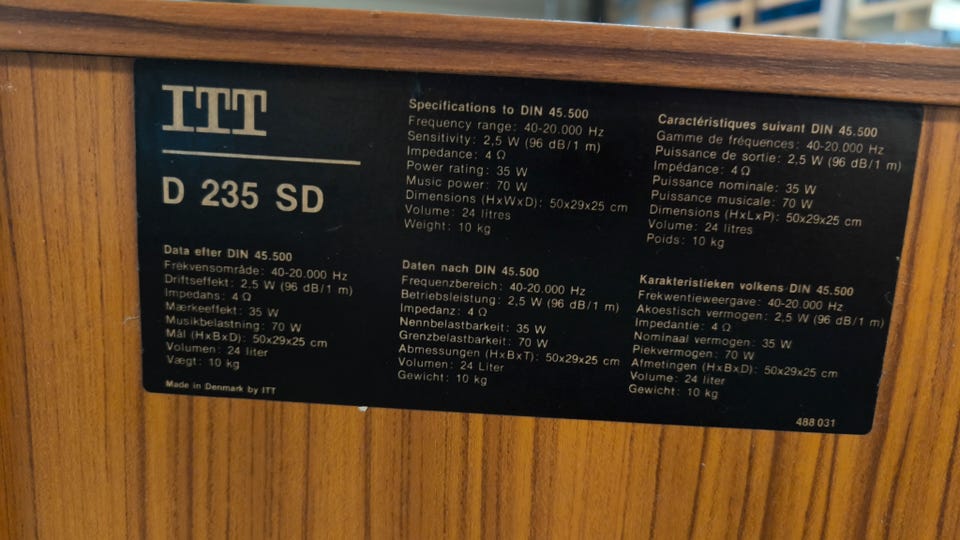 ITT
D 235 SD
Data efter DIN 45.500
Frekvensområde: 40-20.000 Hz
Driftseffekt: 2,5 W (96 dB/1 m)
Impedans: 4 Ω
Mærkeeffekt: 35 W
Musikbelastning: 70 W
Mål (HxBxD): 50x29x25 cm
Volumen: 24 liter
Vægt: 10 kg
Made in Denmark by ITT
Specifications to DIN 45.500
Frequency range: 40-20.000 Hz
Sensitivity: 2,5 W (96 dB/1 m)
Impedance: 4 Ω
Power rating: 35 W
Music power: 70 W
Dimensions (HxWxD): 50x29x25 cm
Volume: 24 litres
Weight: 10 kg
Daten nach DIN 45.500
Frequenzbereich: 40-20.000 Hz
Betriebsleistung: 2,5 W (96 dB/1 m)
Impedanz: 4 Ω
Nennbelastbarkeit: 35 W
Grenzbelastbarkeit: 70 W
Abmessungen (HxBxT): 50x29x25 cm
Volumen: 24 Liter
Gewicht: 10 kg
Caractéristiques suivant DIN 45.500
Gamme de fréquences: 40-20.000 Hz
Puissance de sortie: 2,5 W (96 dB/1 m)
Impédance: 4 Ω
Puissance nominale: 35 W
Puissance musicale: 70 W
Dimensions (HxLxP): 50x29x25 cm
Volume: 24 litres
Poids: 10 kg
Karakteristieken volkens DIN 45.500
Frekwentieweergave: 40-20.000 Hz
Akoestisch vermogen: 2,5 W (96 dB/1 m)
Impedantie: 4 Ω
Nominaal vermogen: 35 W
Piekvermogen: 70 W
Afmetingen (HxBxD): 50x29x25 cm
Volume: 24 liter
Gewicht: 10 kg
488 031